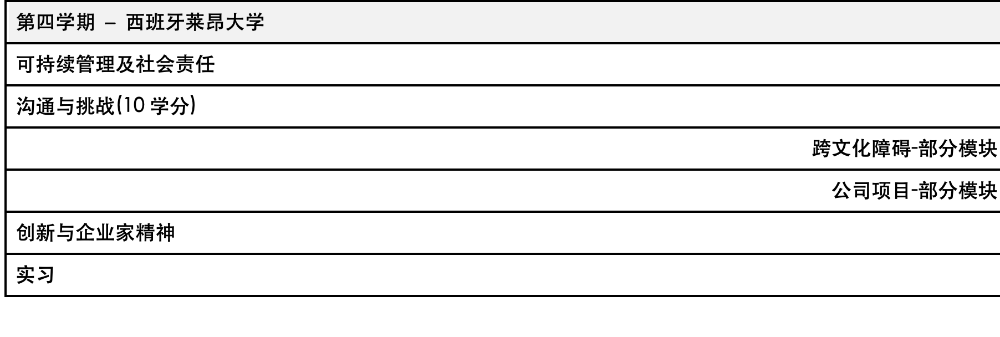 第四学期 – 西班牙莱昂大学
可持续管理及社会责任
沟通与挑战(10 学分)
跨文化障碍-部分模块
公司项目-部分模块
创新与企业家精神
实习